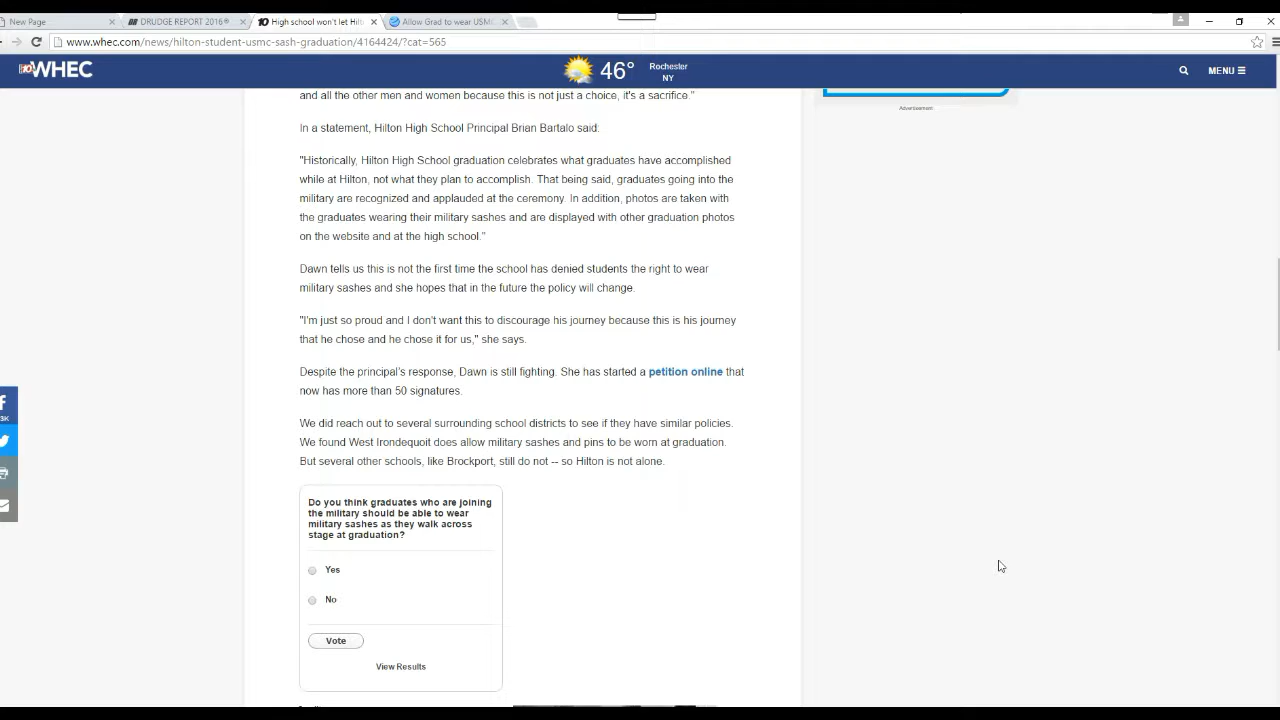 New Page
DRUDGE REPORT 2016®
High school won't let Hilt
Allow Grad to wear USMC
www.whec.com/news/hilton-student-usmc-sash-graduation/4164424/?cat=565
10 WHEC
46°
Rochester
NY
MENU
and all the other men and women because this is not just a choice, it's a sacrifice."
Advertisement
In a statement, Hilton High School Principal Brian Bartalo said:
"Historically, Hilton High School graduation celebrates what graduates have accomplished
while at Hilton, not what they plan to accomplish. That being said, graduates going into the
military are recognized and applauded at the ceremony. In addition, photos are taken with
the graduates wearing their military sashes and are displayed with other graduation photos
on the website and at the high school."
Dawn tells us this is not the first time the school has denied students the right to wear
military sashes and she hopes that in the future the policy will change.
"I'm just so proud and I don't want this to discourage his journey because this is his journey
that he chose and he chose it for us," she says.
Despite the principal's response, Dawn is still fighting. She has started a petition online that
now has more than 50 signatures.
We did reach out to several surrounding school districts to see if they have similar policies.
We found West Irondequoit does allow military sashes and pins to be worn at graduation.
But several other schools, like Brockport, still do not -- so Hilton is not alone.
Do you think graduates who are joining
the military should be able to wear
military sashes as they walk across
stage at graduation?
Yes
No
Vote
View Results